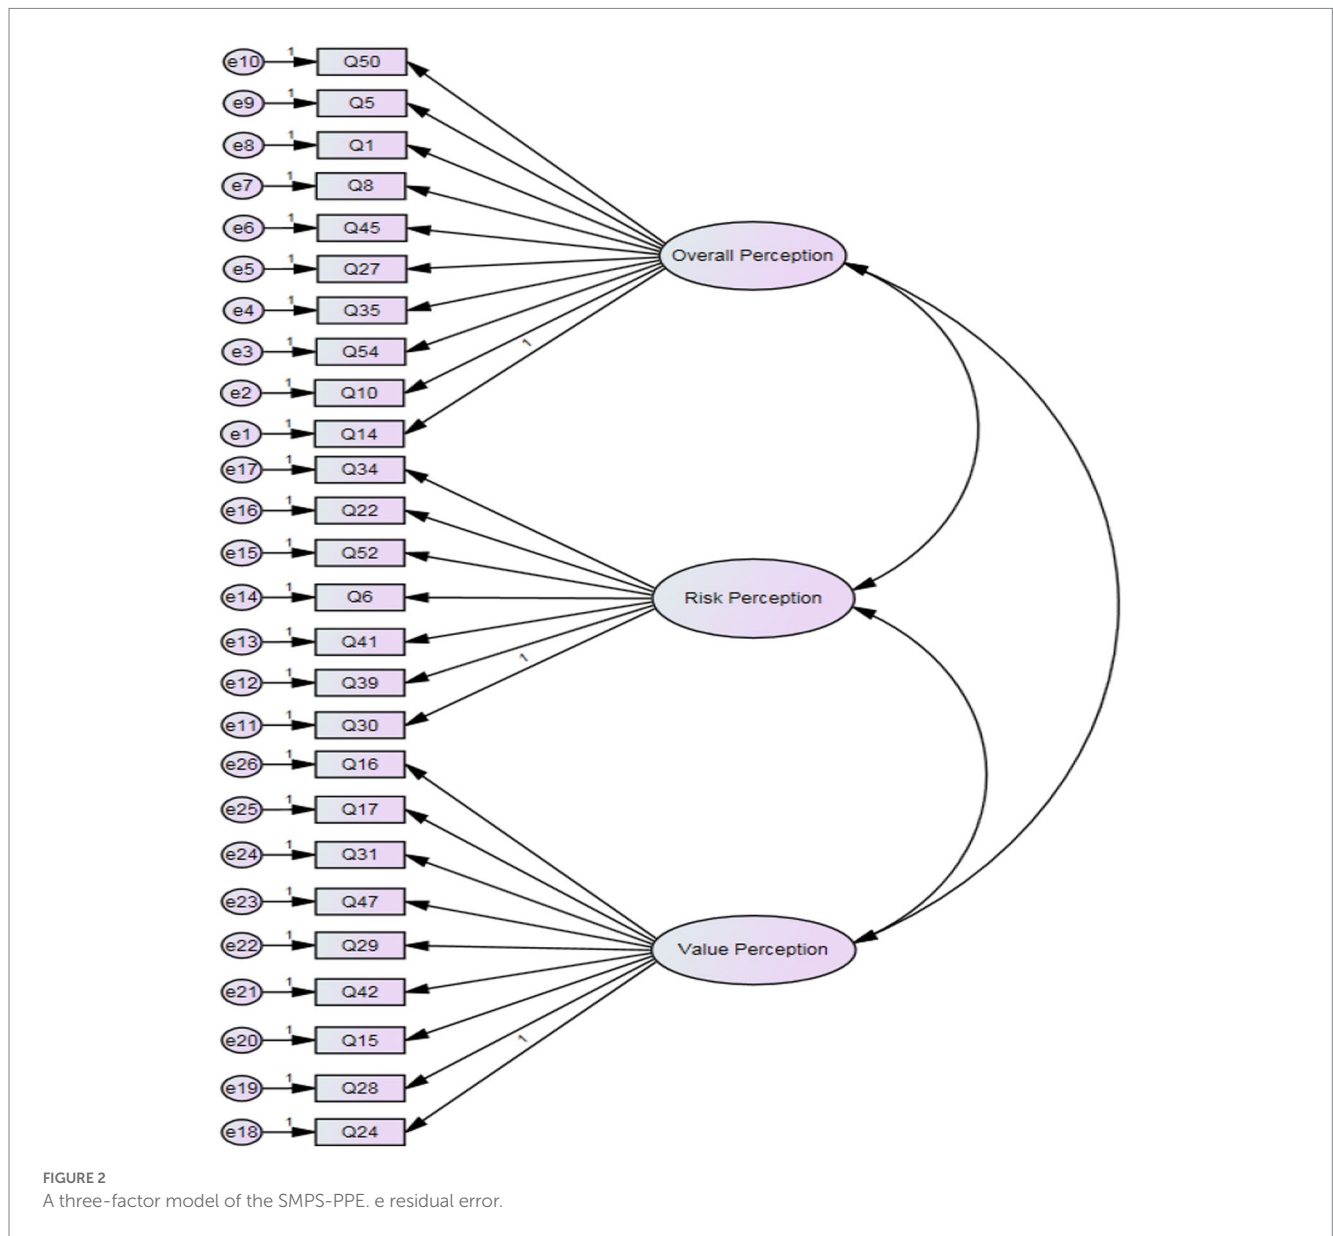 e10 1 Q50
e9 1 Q5
e8 1 Q1
e7 1 Q8
e6 1 Q45
e5 1 Q27
e4 1 Q35
e3 1 Q54
e2 1 Q10
e1 1 Q14
1
Overall Perception
e17 1 Q34
e16 1 Q22
e15 1 Q52
e14 1 Q6
e13 1 Q41
e12 1 Q39
e11 1 Q30
1
Risk Perception
e26 1 Q16
e25 1 Q17
e24 1 Q31
e23 1 Q47
e22 1 Q29
e21 1 Q42
e20 1 Q15
e19 1 Q28
e18 1 Q24
1
Value Perception
FIGURE 2
A three-factor model of the SMPS-PPE. e residual error.